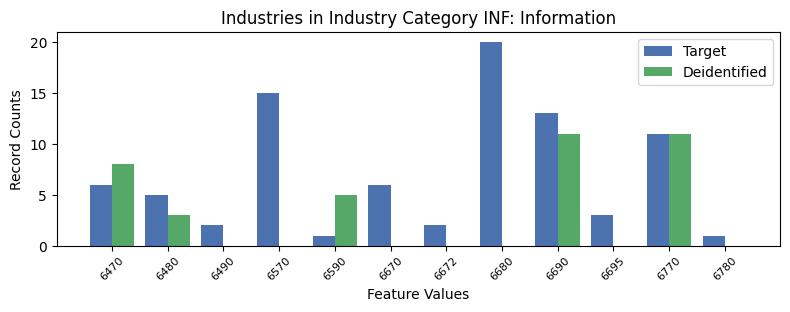 Industries in Industry Category INF: Information
Target
Deidentified
Record Counts
20
15
10
5
0
6470 6480 6490 6570 6590 6670 6672 6680 6690 6695 6770 6780
Feature Values